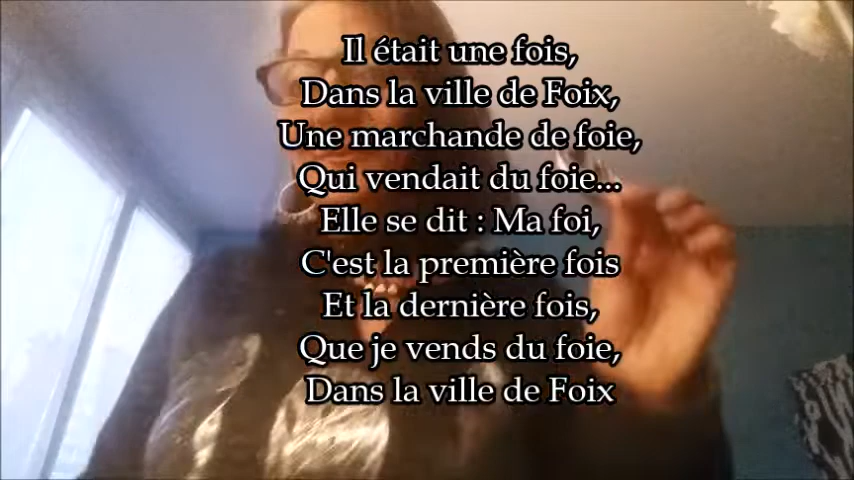 Il était une fois,
Dans la ville de Foix,
Une marchande de foie,
Qui vendait du foie...
Elle se dit : Ma foi,
C'est la première fois
Et la dernière fois,
Que je vends du foie,
Dans la ville de Foix